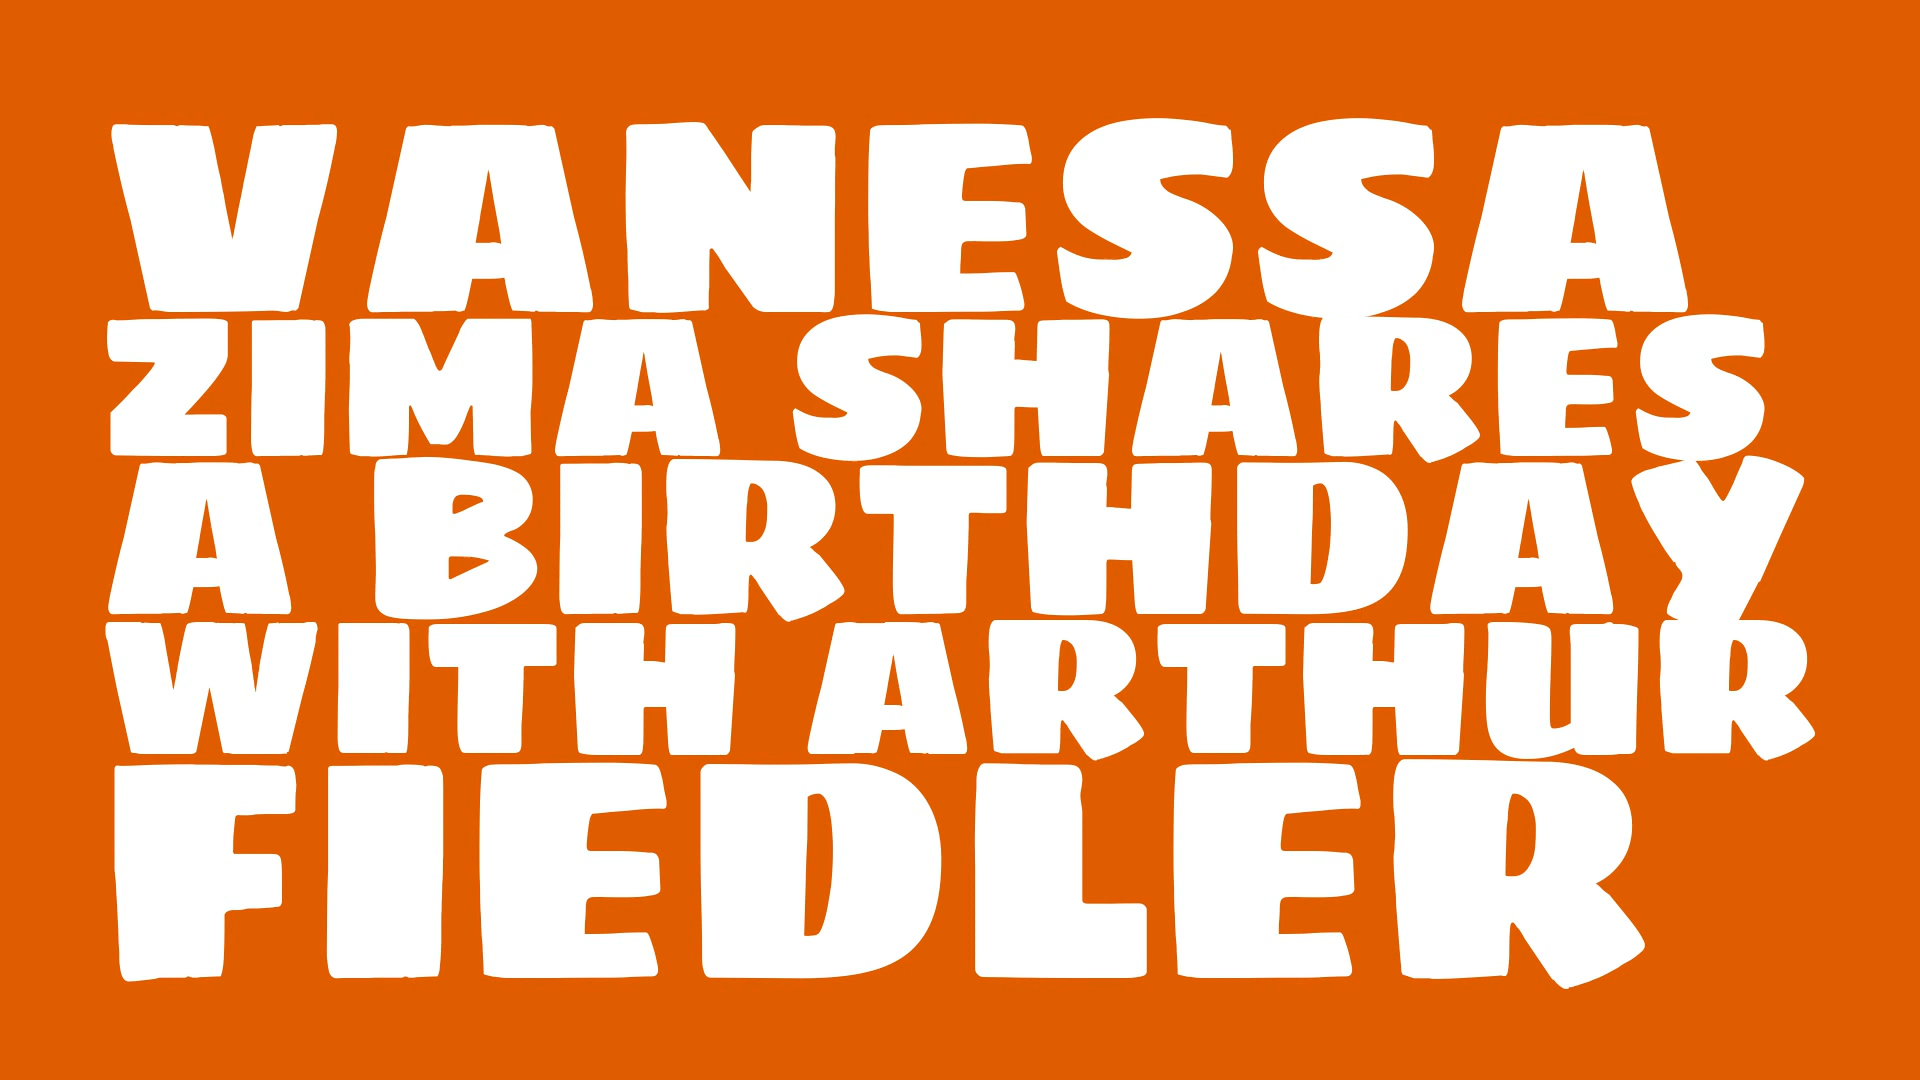 VANESSA
ZIMA SHARES
A BIRTHDAY
WITH ARTHUR
FIEDLER